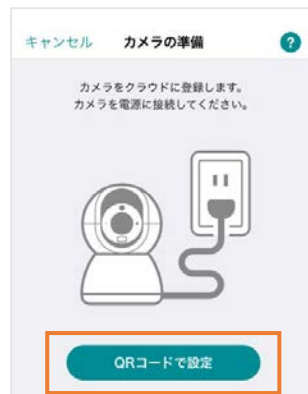 キャンセル カメラの準備 ?
カメラをクラウドに登録します。
カメラを電源に接続してください。
QRコードで設定